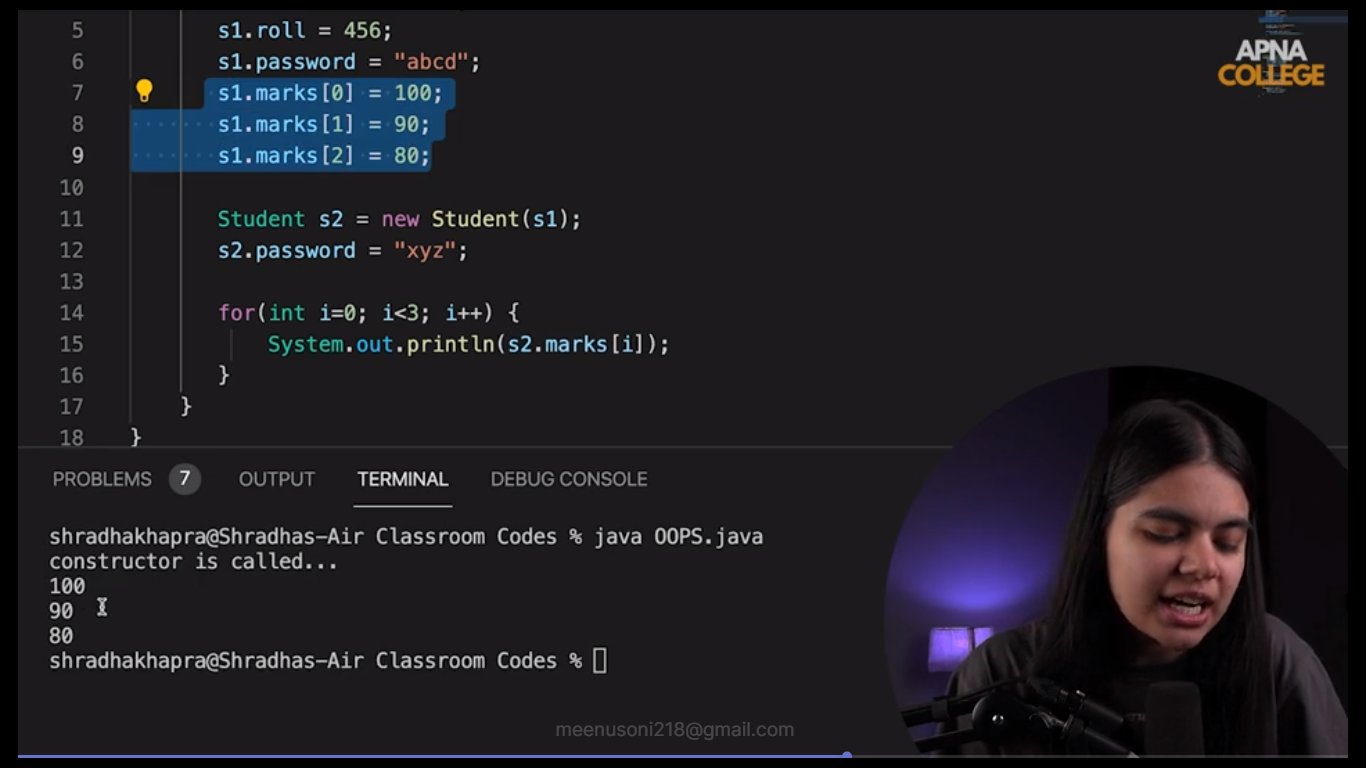 5 s1.roll = 456;
6 s1.password = "abcd";
7 s1.marks[0] = 100;
8 s1.marks[1] = 90;
9 s1.marks[2] = 80;
10
11 Student s2 = new Student(s1);
12 s2.password = "xyz";
13
14 for(int i=0; i<3; i++) {
15 System.out.println(s2.marks[i]);
16 }
17 }
18 }
APNA
COLLEGE
PROBLEMS 7 OUTPUT TERMINAL DEBUG CONSOLE
shradhakhapra@Shradhas-Air Classroom Codes % java OOPS.java
constructor is called...
100
90
80
shradhakhapra@Shradhas-Air Classroom Codes %
meenusoni218@gmail.com